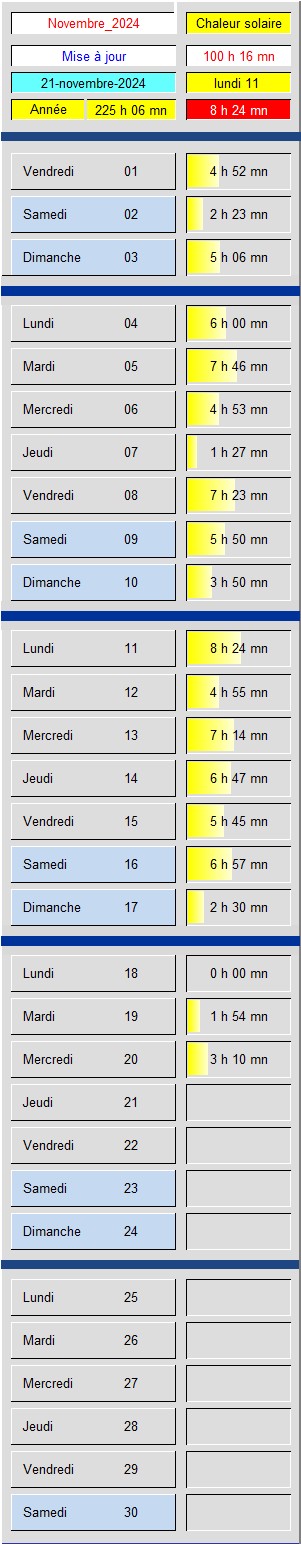 Novembre_2024 Chaleur solaire
Mise à jour 100 h 16 mn
21-novembre-2024 lundi 11
Année 225 h 06 mn 8 h 24 mn
Vendredi 01 4 h 52 mn
Samedi 02 2 h 23 mn
Dimanche 03 5 h 06 mn
Lundi 04 6 h 00 mn
Mardi 05 7 h 46 mn
Mercredi 06 4 h 53 mn
Jeudi 07 1 h 27 mn
Vendredi 08 7 h 23 mn
Samedi 09 5 h 50 mn
Dimanche 10 3 h 50 mn
Lundi 11 8 h 24 mn
Mardi 12 4 h 55 mn
Mercredi 13 7 h 14 mn
Jeudi 14 6 h 47 mn
Vendredi 15 5 h 45 mn
Samedi 16 6 h 57 mn
Dimanche 17 2 h 30 mn
Lundi 18 0 h 00 mn
Mardi 19 1 h 54 mn
Mercredi 20 3 h 10 mn
Jeudi 21
Vendredi 22
Samedi 23
Dimanche 24
Lundi 25
Mardi 26
Mercredi 27
Jeudi 28
Vendredi 29
Samedi 30